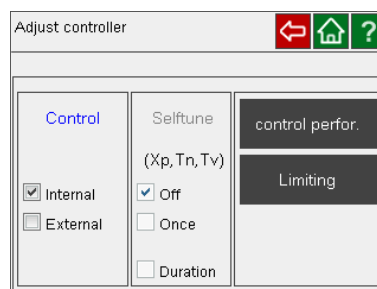 Adjust controller
?
Control
Internal
External
Selftune
(Xp,Tn,Tv)
Off
Once
Duration
control perfor.
Limiting